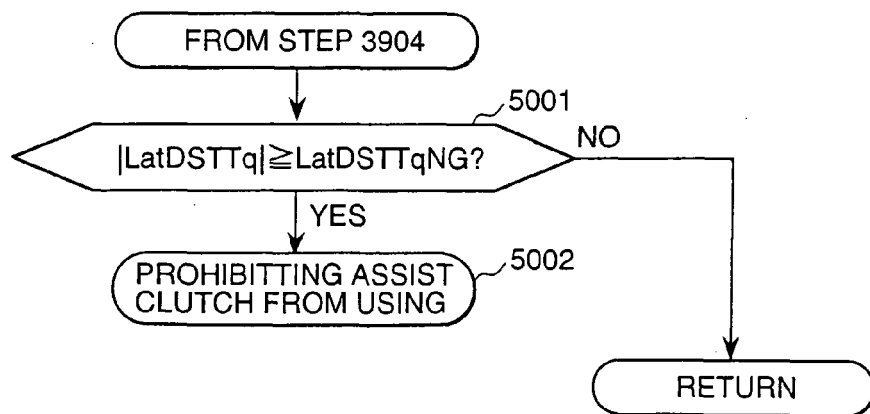 FROM STEP 3904
5001
|LatDSTTq|≧LatDSTTqNG?
NO
YES
PROHIBITTING ASSIST
CLUTCH FROM USING
5002
RETURN